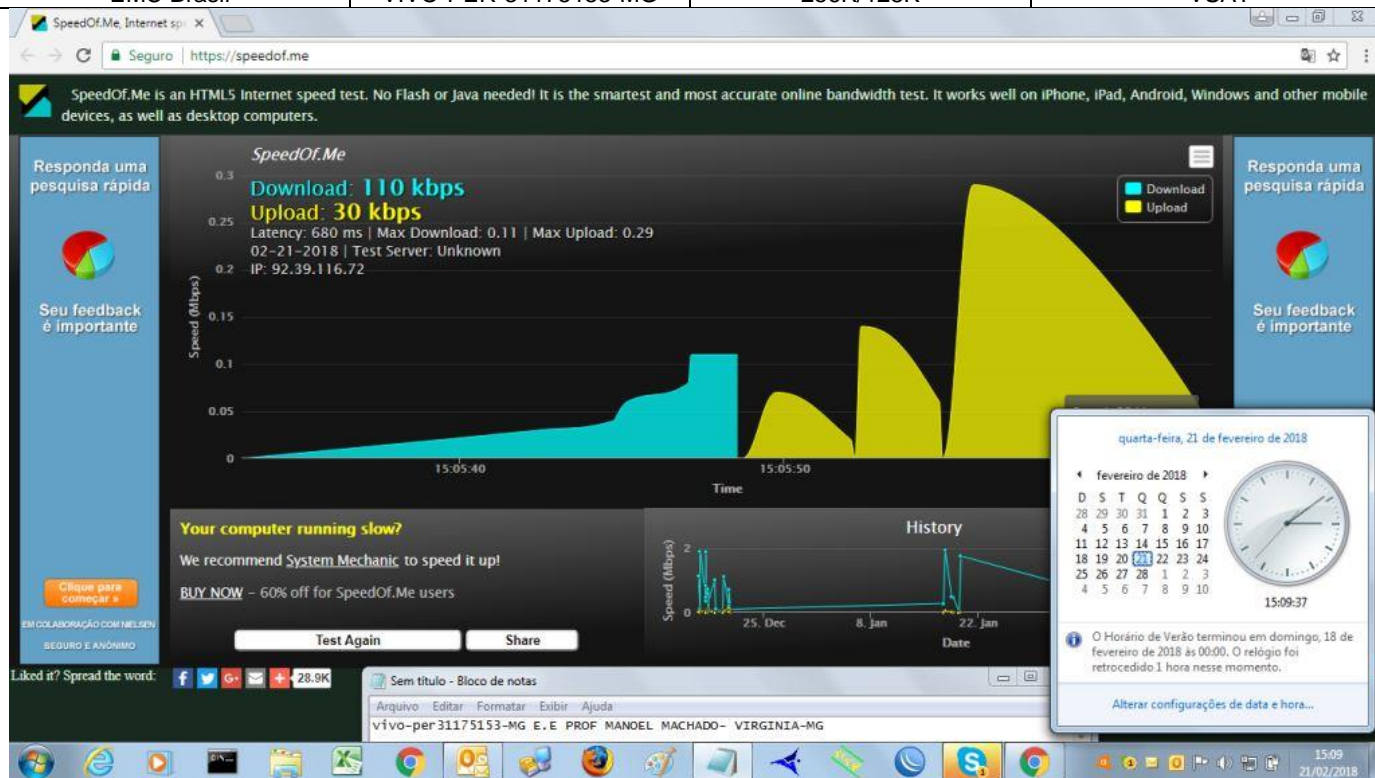 SpeedOf.Me, Internet sp
Seguro | https://speedof.me
SpeedOf.Me is an HTML5 Internet speed test. No Flash or Java needed! It is the smartest and most accurate online bandwidth test. It works well on iPhone, iPad, Android, Windows and other mobile
devices, as well as desktop computers.
Responda uma
pesquisa rápida
Seu feedback
é importante
Clique para
começar »
EM COLABORAÇÃO COM NIELSEN
SEGURO E ANÔNIMO
SpeedOf.Me
Download: 110 kbps
Upload: 30 kbps
Latency: 680 ms | Max Download: 0.11 | Max Upload: 0.29
02-21-2018 | Test Server: Unknown
IP: 92.39.116.72
Download
Upload
Speed (Mbps)
0.3
0.25
0.2
0.15
0.1
0.05
0
15:05:40
15:05:50
Time
Responda uma
pesquisa rápida
Seu feedback
é importante
Your computer running slow?
We recommend System Mechanic to speed it up!
BUY NOW - 60% off for SpeedOf.Me users
Test Again
Share
History
Speed (Mbps)
2
0
25. Dec
8. Jan
22. Jan
Date
quarta-feira, 21 de fevereiro de 2018
fevereiro de 2018
D S T Q Q S S
28 29 30 31 1 2 3
4 5 6 7 8 9 10
11 12 13 14 15 16 17
18 19 20 21 22 23 24
25 26 27 28 1 2 3
4 5 6 7 8 9 10
15:09:37
O Horário de Verão terminou em domingo, 18 de
fevereiro de 2018 às 00:00. O relógio foi
retrocedido 1 hora nesse momento.
Alterar configurações de data e hora...
Liked it? Spread the word:
28.9K
Sem título - Bloco de notas
Arquivo Editar Formatar Exibir Ajuda
vivo-per31175153-MG E.E PROF MANOEL MACHADO- VIRGINIA-MG
15:09
21/02/2018